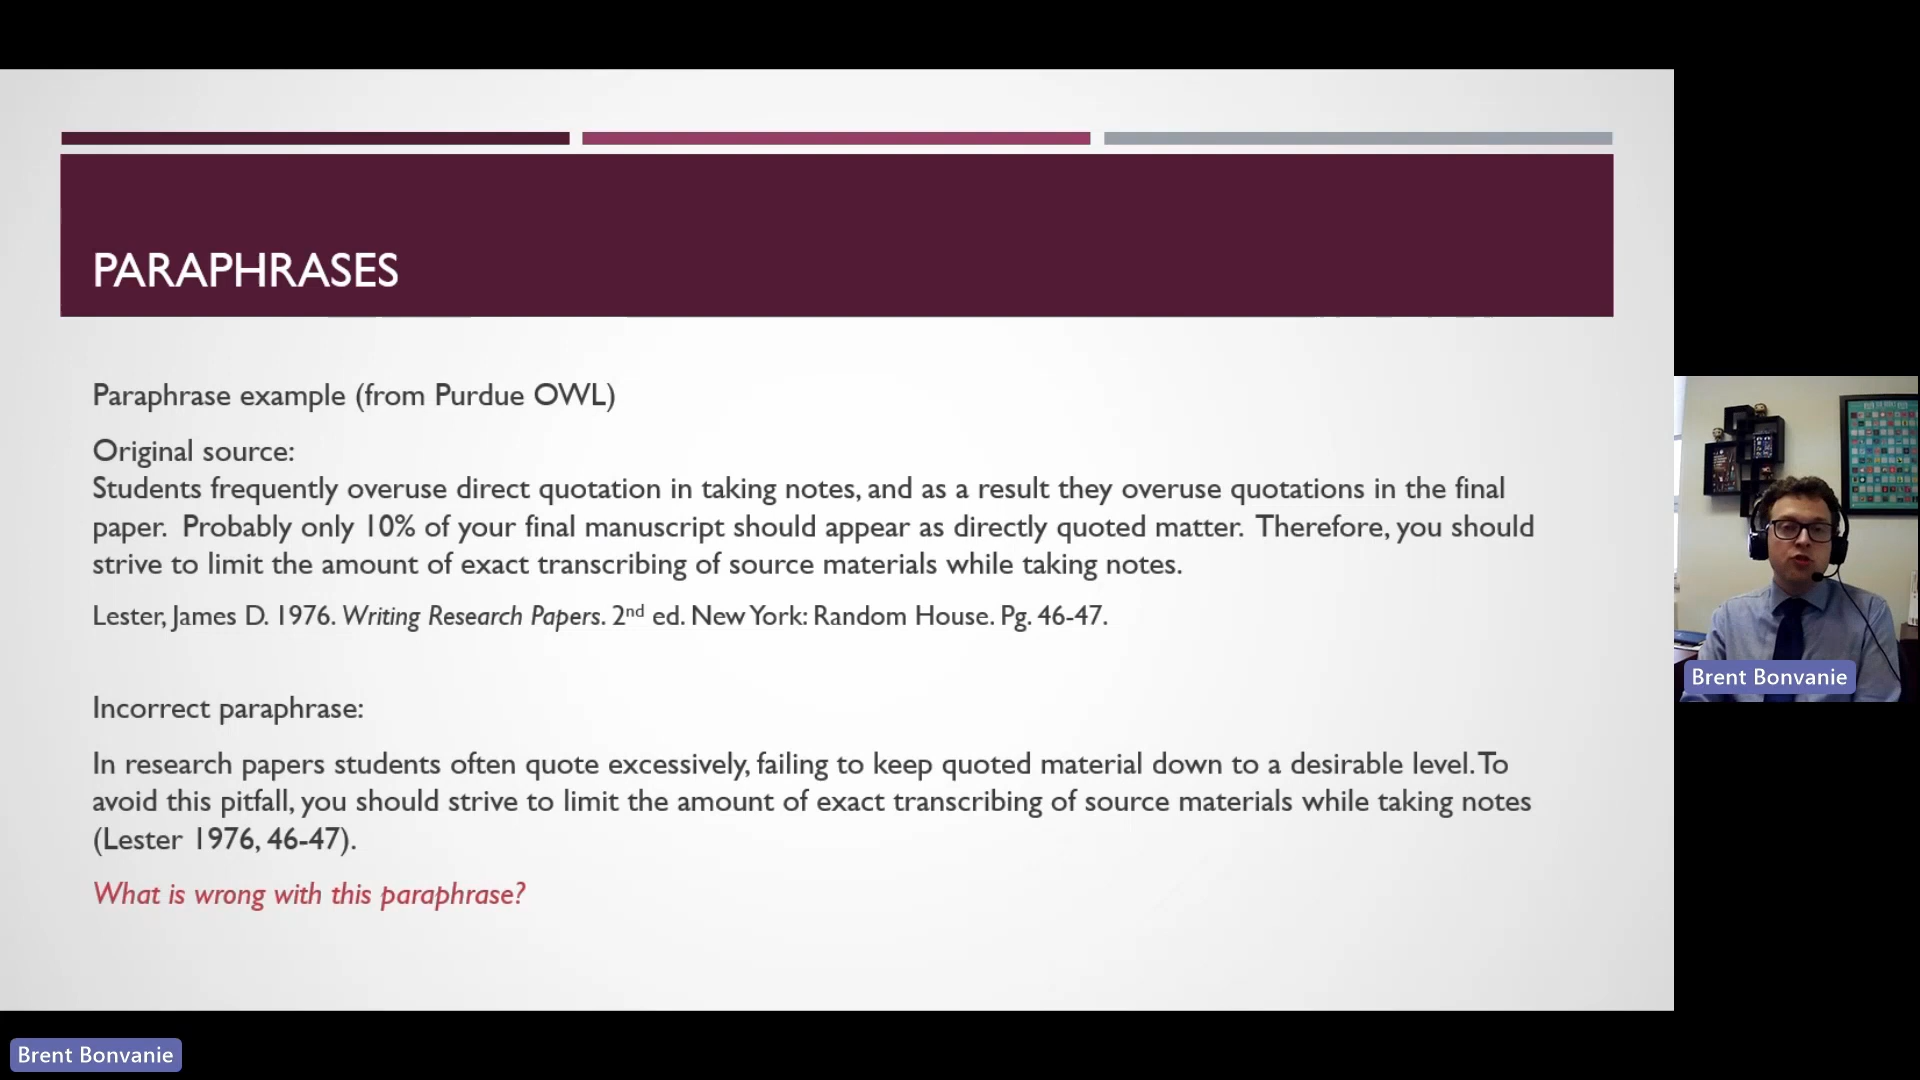 PARAPHRASES
Paraphrase example (from Purdue OWL)
Original source:
Students frequently overuse direct quotation in taking notes, and as a result they overuse quotations in the final
paper. Probably only 10% of your final manuscript should appear as directly quoted matter. Therefore, you should
strive to limit the amount of exact transcribing of source materials while taking notes.
Lester, James D. 1976. Writing Research Papers. 2nd ed. New York: Random House. Pg. 46-47.
Incorrect paraphrase:
In research papers students often quote excessively, failing to keep quoted material down to a desirable level. To
avoid this pitfall, you should strive to limit the amount of exact transcribing of source materials while taking notes
(Lester 1976, 46-47).
What is wrong with this paraphrase?
Brent Bonvanie
Brent Bonvanie